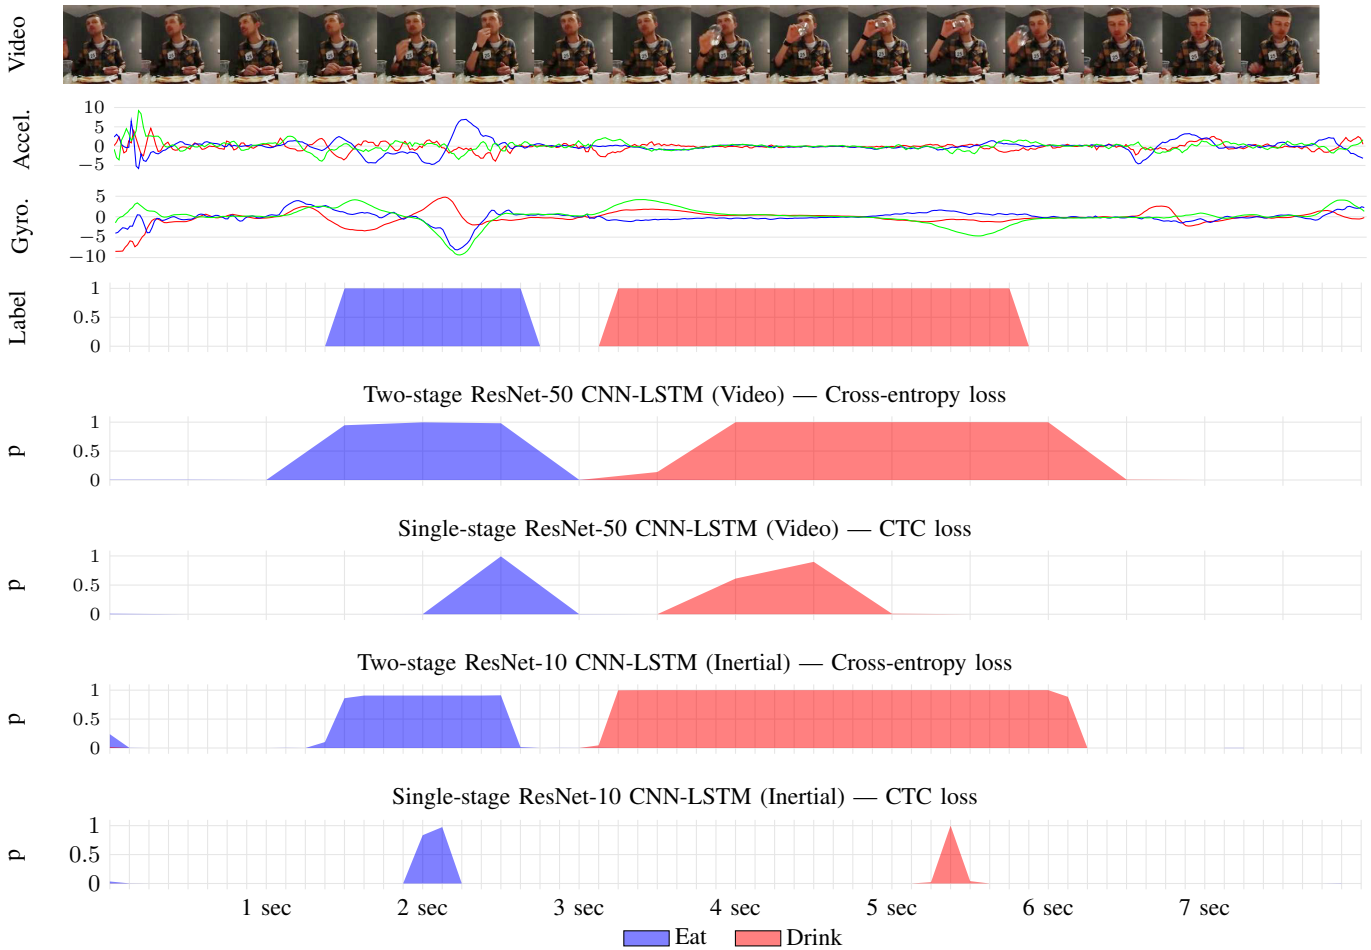 Video
Accel.
10
5
0
−5
Gyro.
5
0
−5
−10
Label
1
0.5
0
Two-stage ResNet-50 CNN-LSTM (Video) — Cross-entropy loss
p
1
0.5
0
Single-stage ResNet-50 CNN-LSTM (Video) — CTC loss
p
1
0.5
0
Two-stage ResNet-10 CNN-LSTM (Inertial) — Cross-entropy loss
p
1
0.5
0
Single-stage ResNet-10 CNN-LSTM (Inertial) — CTC loss
p
1
0.5
0
1 sec 2 sec 3 sec 4 sec 5 sec 6 sec 7 sec
Eat Drink